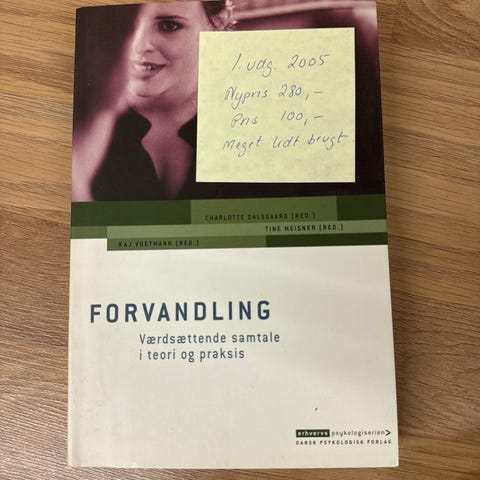 1. udg. 2005
Nypris 280,-
Pris 100,-
Meget lidt brugt
CHARLOTTE DALSGAARD (RED.)
TINE MEISNER (RED.)
KAJ VOETMANN (RED.)
FORVANDLING
Værdsættende samtale
i teori og praksis
erhvervspsykologiserien>
DANSK PSYKOLOGISK FORLAG